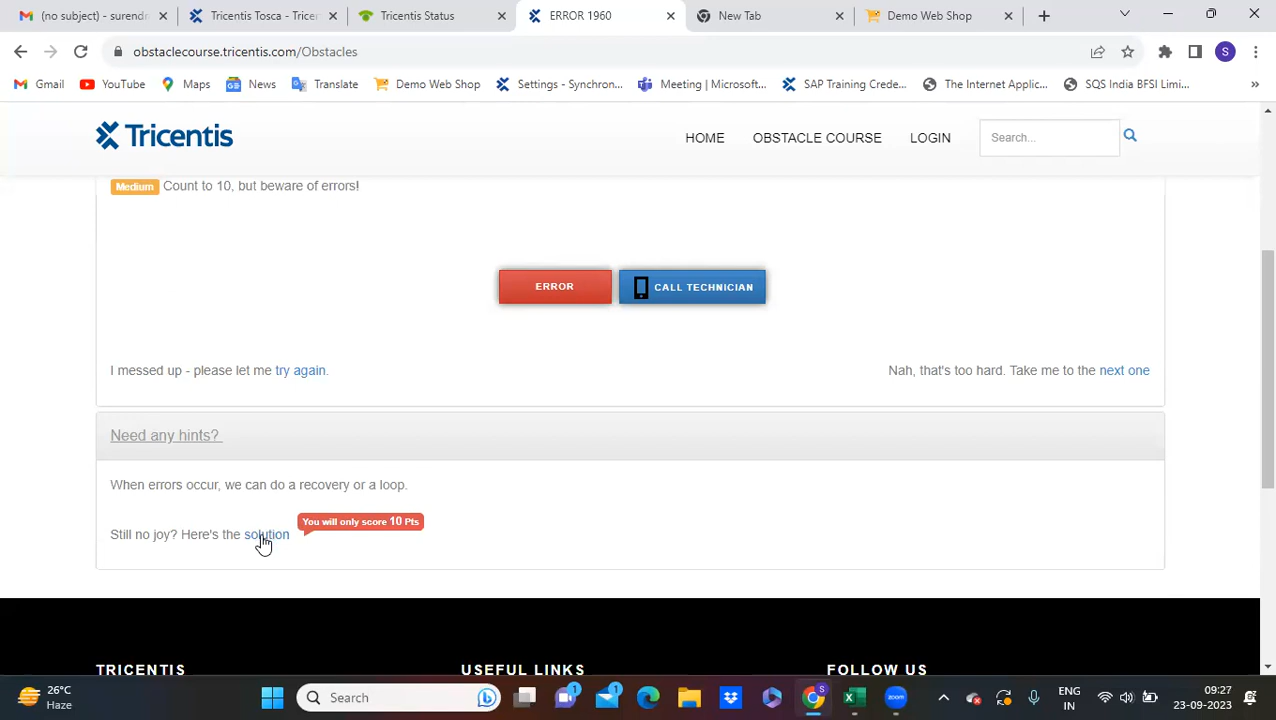 (no subject) - surendr
Tricentis Tosca - Tricen
Tricentis Status
ERROR 1960
New Tab
Demo Web Shop
obstaclecourse.tricentis.com/Obstacles
S
Gmail
YouTube
Maps
News
Translate
Demo Web Shop
Settings - Synchron...
Meeting | Microsoft...
SAP Training Crede...
The Internet Applic...
SQS India BFSI Limi...
»
Tricentis
HOME
OBSTACLE COURSE
LOGIN
Search...
Medium Count to 10, but beware of errors!
ERROR
CALL TECHNICIAN
I messed up - please let me try again.
Nah, that's too hard. Take me to the next one
Need any hints?
When errors occur, we can do a recovery or a loop.
You will only score 10 Pts
Still no joy? Here's the solution
TRICENTIS
USEFUL LINKS
FOLLOW US
26°C
Haze
Search
1
1
S
zoom
IN
09:27
23-09-2023